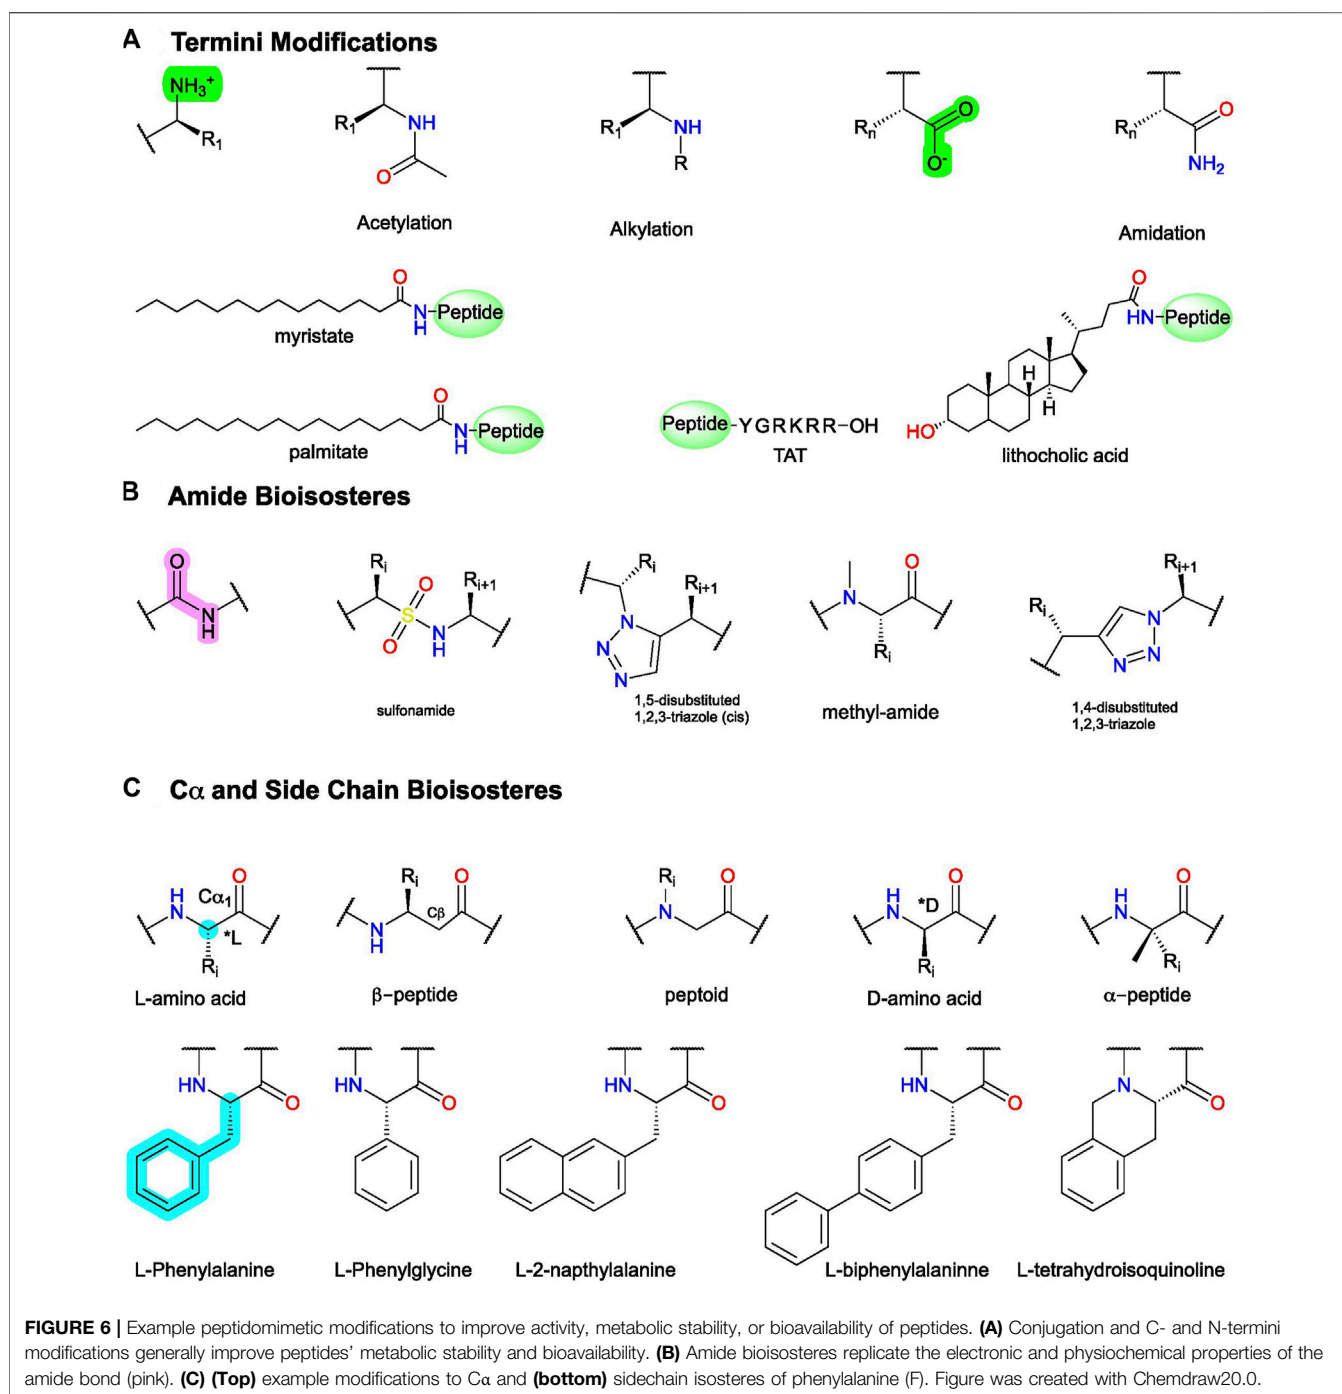 A Termini Modifications
NH3+
R1
R1
NH
O
Acetylation
R1
NH
R
Alkylation
Rn
O
O-
Rn
O
NH2
Amidation
O
N
H
Peptide
myristate
O
HN
Peptide
H
H
HO
lithocholic acid
O
N
H
Peptide
palmitate
Peptide-YGRKRR-OH
TAT
B Amide Bioisosteres
O
N
H
Ri
O
S
O
N
H
Ri+1
sulfonamide
Ri
Ri+1
N
N
N
1,5-disubstituted
1,2,3-triazole (cis)
N
O
Ri
methyl-amide
Ri
Ri+1
N
N
N
1,4-disubstituted
1,2,3-triazole
C Cα and Side Chain Bioisosteres
H
N
Cα1
O
*L
Ri
L-amino acid
Ri
O
Cβ
N
H
β-peptide
Ri
N
O
peptoid
H
N
*D
O
Ri
D-amino acid
H
N
O
Ri
α-peptide
HN
O
L-Phenylalanine
HN
O
L-Phenylglycine
HN
O
L-2-napthylalanine
HN
O
L-biphenylalaninne
N
O
L-tetrahydroisoquinoline
FIGURE 6 | Example peptidomimetic modifications to improve activity, metabolic stability, or bioavailability of peptides. (A) Conjugation and C- and N-termini
modifications generally improve peptides' metabolic stability and bioavailability. (B) Amide bioisosteres replicate the electronic and physiochemical properties of the
amide bond (pink). (C) (Top) example modifications to Cα and (bottom) sidechain isosteres of phenylalanine (F). Figure was created with Chemdraw20.0.